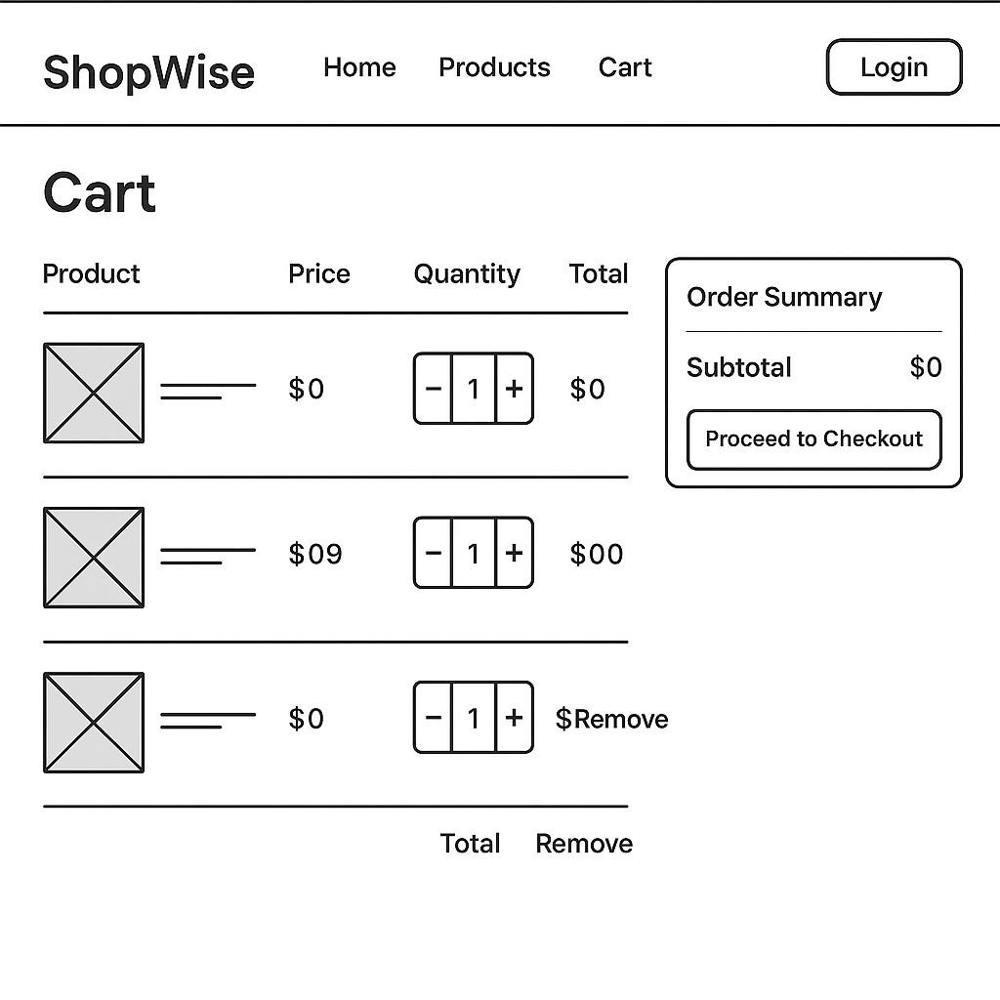 ShopWise Home Products Cart Login
Cart
Product Price Quantity Total
$0 − 1 + $0
$09 − 1 + $00
$0 − 1 + $Remove
Total Remove
Order Summary
Subtotal $0
Proceed to Checkout